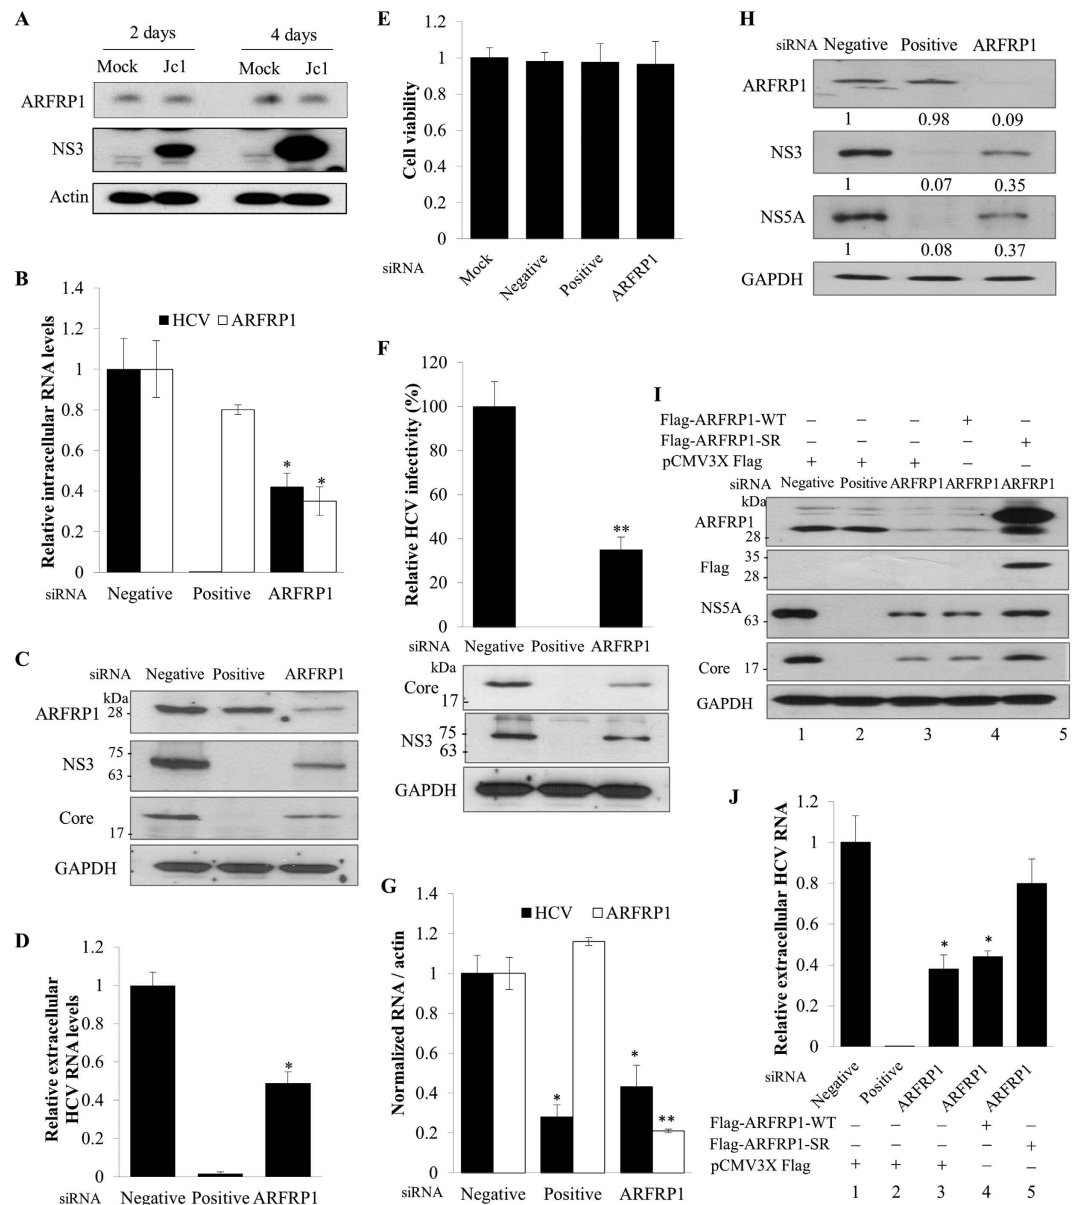 A
2 days 4 days
Mock Jc1 Mock Jc1
ARFRP1
NS3
Actin
B
1.4
1.2
1
0.8
0.6
0.4
0.2
0
Relative intracellular RNA levels
HCV ARFRP1
* *
siRNA Negative Positive ARFRP1
C
siRNA Negative Positive ARFRP1
kDa
ARFRP1 28
NS3 75
63
Core
17
GAPDH
D
1.2
1
0.8
0.6
0.4
0.2
0
Relative extracellular
HCV RNA levels
*
siRNA Negative Positive ARFRP1
E
1.2
1
0.8
0.6
0.4
0.2
0
Cell viability
siRNA
Mock Negative Positive ARFRP1
F
120
100
80
60
40
20
0
Relative HCV infectivity (%)
**
siRNA Negative Positive ARFRP1
kDa
Core
17
NS3 75
63
GAPDH
G
1.4
1.2
1
0.8
0.6
0.4
0.2
0
Normalized RNA / actin
HCV ARFRP1
* * **
siRNA Negative Positive ARFRP1
H
siRNA Negative Positive ARFRP1
ARFRP1
1 0.98 0.09
NS3
1 0.07 0.35
NS5A
1 0.08 0.37
GAPDH
I
Flag-ARFRP1-WT – – – + –
Flag-ARFRP1-SR – – – – +
pCMV3X Flag + + + – –
siRNA Negative Positive ARFRP1 ARFRP1 ARFRP1
kDa
ARFRP1
28
Flag 35
28
NS5A
63
Core 17
GAPDH
1 2 3 4 5
J
1.2
1
0.8
0.6
0.4
0.2
0
Relative extracellular HCV RNA
* *
siRNA
Negative Positive ARFRP1 ARFRP1 ARFRP1
Flag-ARFRP1-WT – – – + –
Flag-ARFRP1-SR – – – – +
pCMV3X Flag + + + – –
1 2 3 4 5